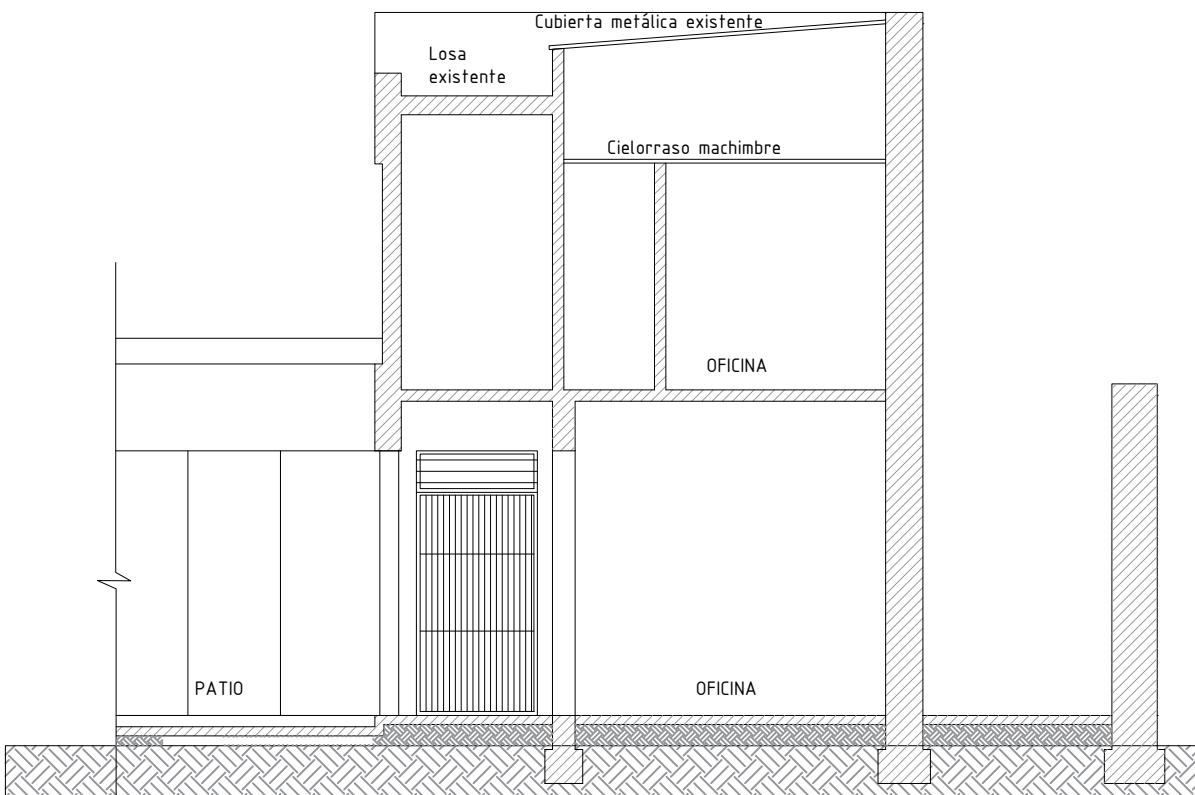 Cubierta metálica existente
Losa
existente
Cielorraso machimbre
OFICINA
PATIO
OFICINA